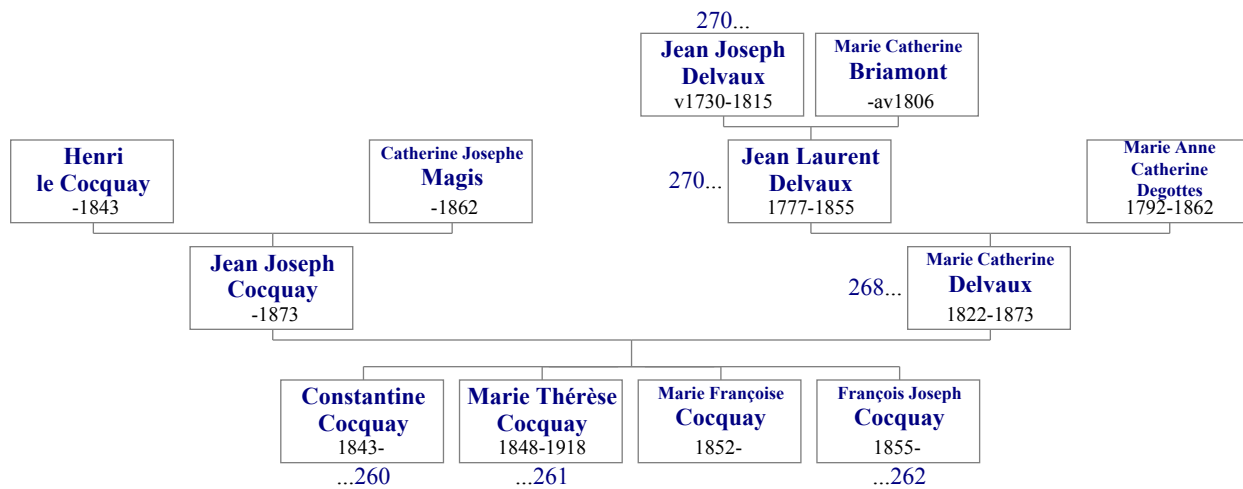 270...
Jean Joseph
Delvaux
v1730-1815
Marie Catherine
Briamont
-av1806
Henri
le Cocquay
-1843
Catherine Josephe
Magis
-1862
270...
Jean Laurent
Delvaux
1777-1855
Marie Anne
Catherine
Degottes
1792-1862
Jean Joseph
Cocquay
-1873
268...
Marie Catherine
Delvaux
1822-1873
Constantine
Cocquay
1843-
...260
Marie Thérèse
Cocquay
1848-1918
...261
Marie Françoise
Cocquay
1852-
François Joseph
Cocquay
1855-
...262